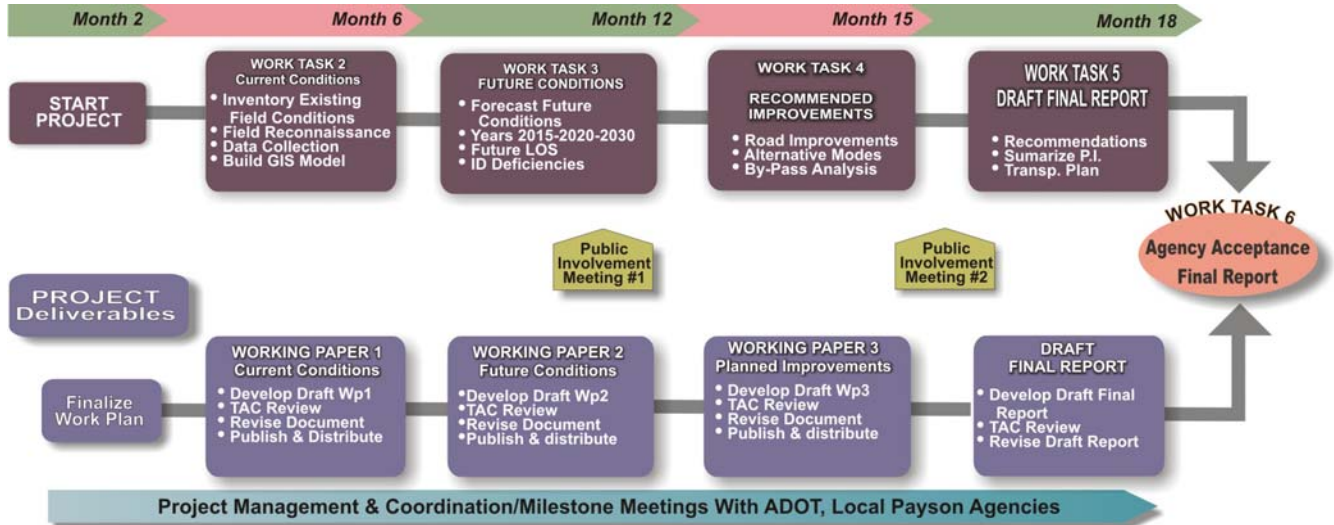 Month 2
Month 6
Month 12
Month 15
Month 18
START
PROJECT
WORK TASK 2
Current Conditions
• Inventory Existing
Field Conditions
• Field Reconnaissance
• Data Collection
• Build GIS Model
WORK TASK 3
FUTURE CONDITIONS
• Forecast Future
Conditions
• Years 2015-2020-2030
• Future LOS
• ID Deficiencies
WORK TASK 4
RECOMMENDED
IMPROVEMENTS
• Road Improvements
• Alternative Modes
• By-Pass Analysis
WORK TASK 5
DRAFT FINAL REPORT
• Recommendations
• Sumarize P.I.
• Transp. Plan
WORK TASK 6
Agency Acceptance
Final Report
Public
Involvement
Meeting #1
Public
Involvement
Meeting #2
PROJECT
Deliverables
Finalize
Work Plan
WORKING PAPER 1
Current Conditions
• Develop Draft Wp1
• TAC Review
• Revise Document
• Publish & Distribute
WORKING PAPER 2
Future Conditions
• Develop Draft Wp2
• TAC Review
• Revise Document
• Publish & distribute
WORKING PAPER 3
Planned Improvements
• Develop Draft Wp3
• TAC Review
• Revise Document
• Publish & distribute
DRAFT
FINAL REPORT
• Develop Draft Final
Report
• TAC Review
• Revise Draft Report
Project Management & Coordination/Milestone Meetings With ADOT, Local Payson Agencies